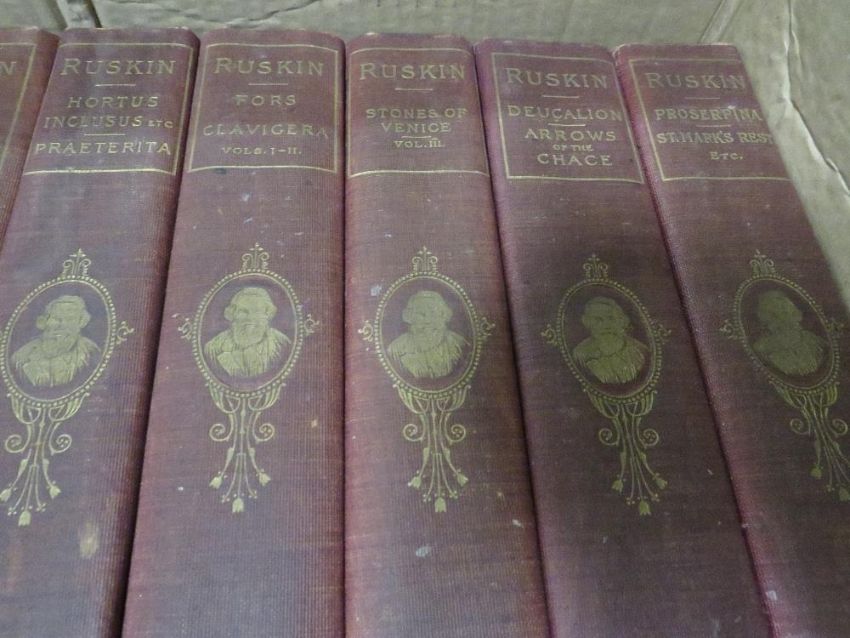 N
RUSKIN
HORTUS
INCLUSUS ETC
PRAETERITA
RUSKIN
FORS
CLAVIGERA
VOLS. I-II.
RUSKIN
STONES OF
VENICE
VOL. III.
RUSKIN
DEUCALION
ARROWS
OF THE
CHACE
RUSKIN
PROSERPINA
ST. MARK'S REST
ETC.